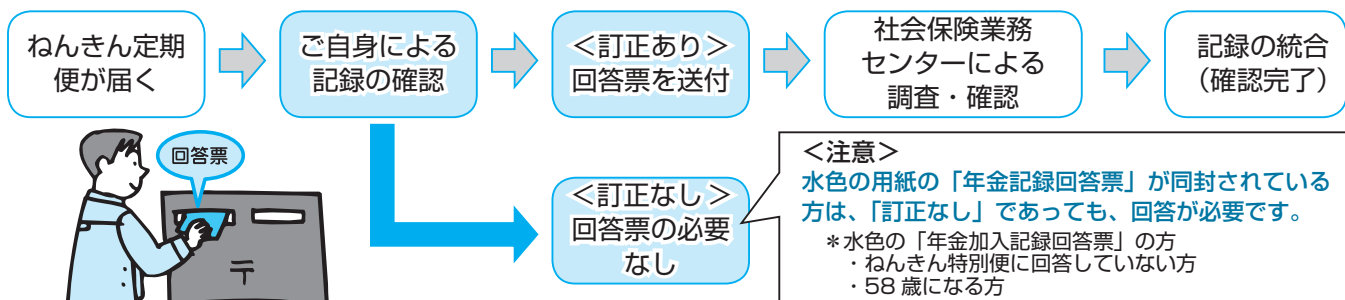 ねんきん定期
便が届く
ご自身による
記録の確認
＜訂正あり＞
回答票を送付
社会保険業務
センターによる
調査・確認
記録の統合
（確認完了）
回答票
〒
＜訂正なし＞
回答票の必要
なし
＜注意＞
水色の用紙の「年金記録回答票」が同封されている
方は、「訂正なし」であっても、回答が必要です。
＊水色の「年金加入記録回答票」の方
・ねんきん特別便に回答していない方
・58 歳になる方